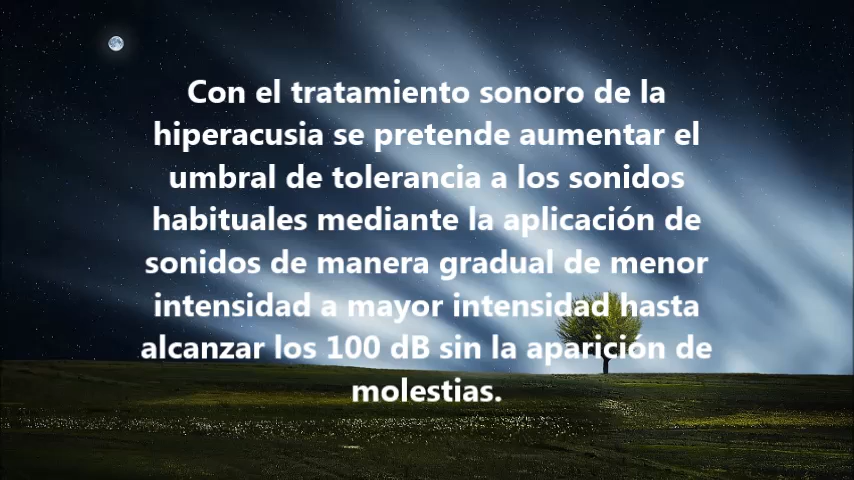 Con el tratamiento sonoro de la
hiperacusia se pretende aumentar el
umbral de tolerancia a los sonidos
habituales mediante la aplicación de
sonidos de manera gradual de menor
intensidad a mayor intensidad hasta
alcanzar los 100 dB sin la aparición de
molestias.